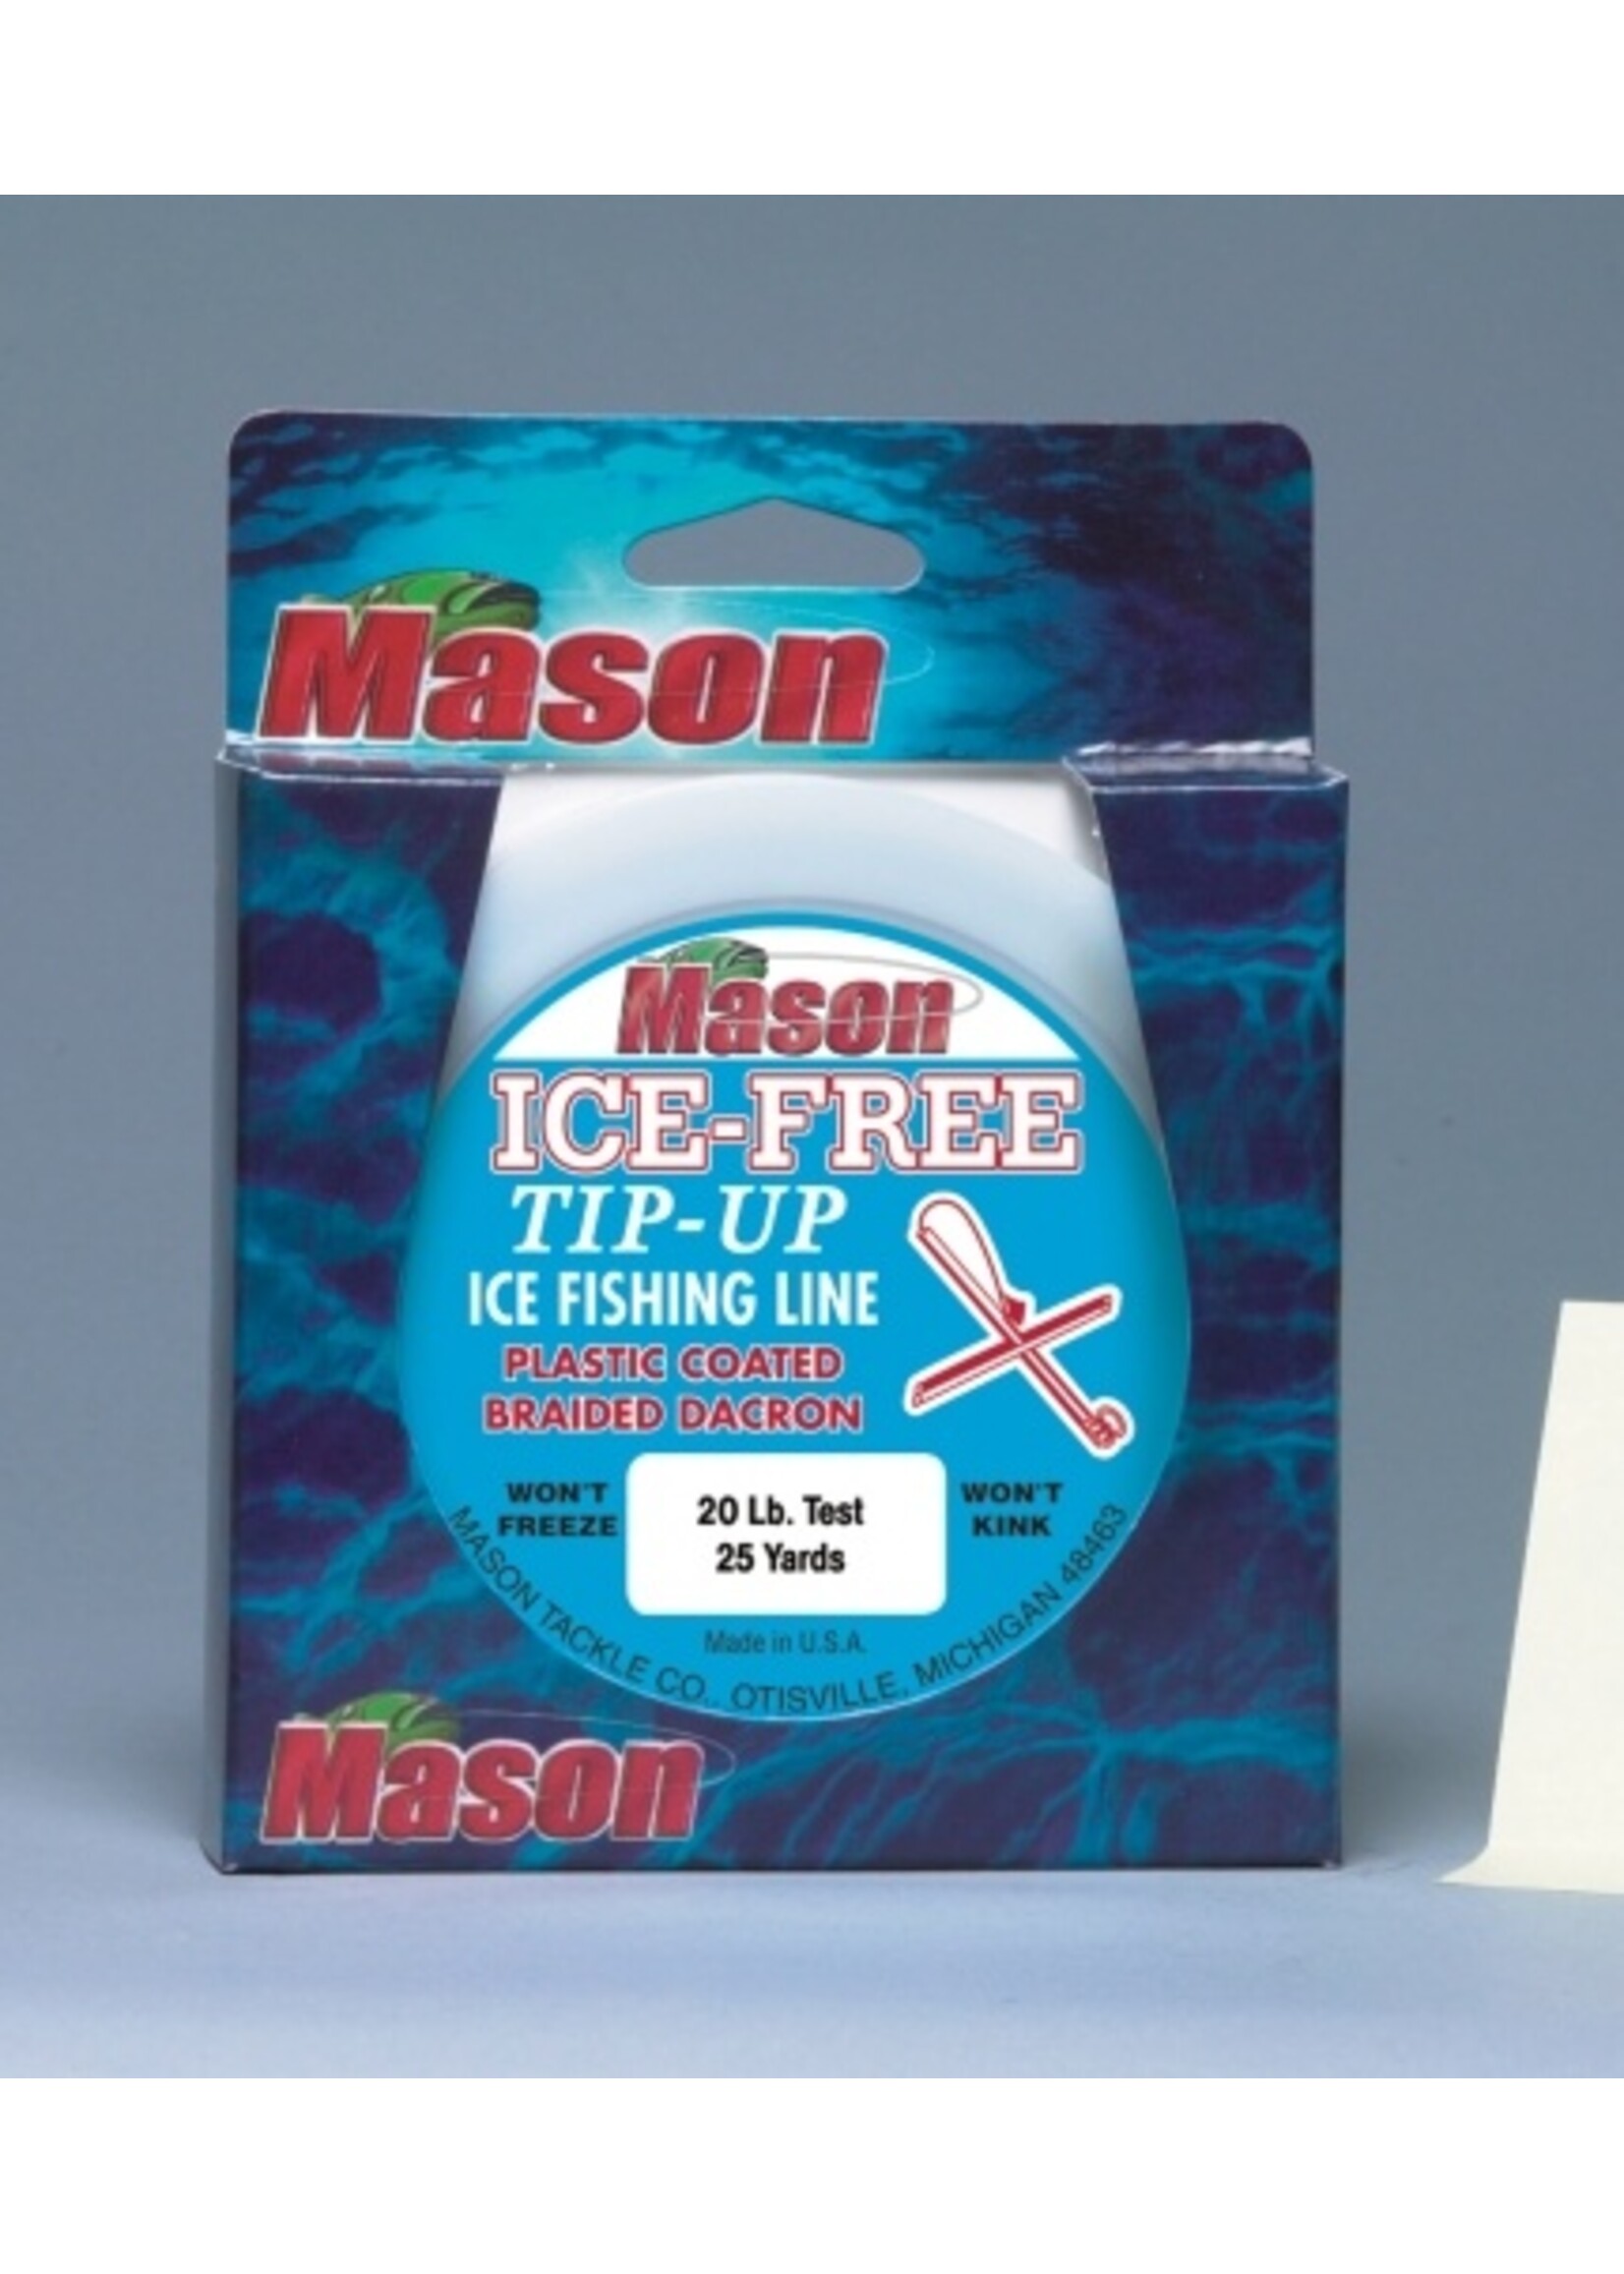 Mason
Mason
ICE-FREE
TIP-UP
ICE FISHING LINE
PLASTIC COATED
BRAIDED DACRON
WON'T
FREEZE
20 Lb. Test
25 Yards
WON'T
KINK
Made in U.S.A.
MASON TACKLE CO., OTISVILLE, MICHIGAN 48463
Mason